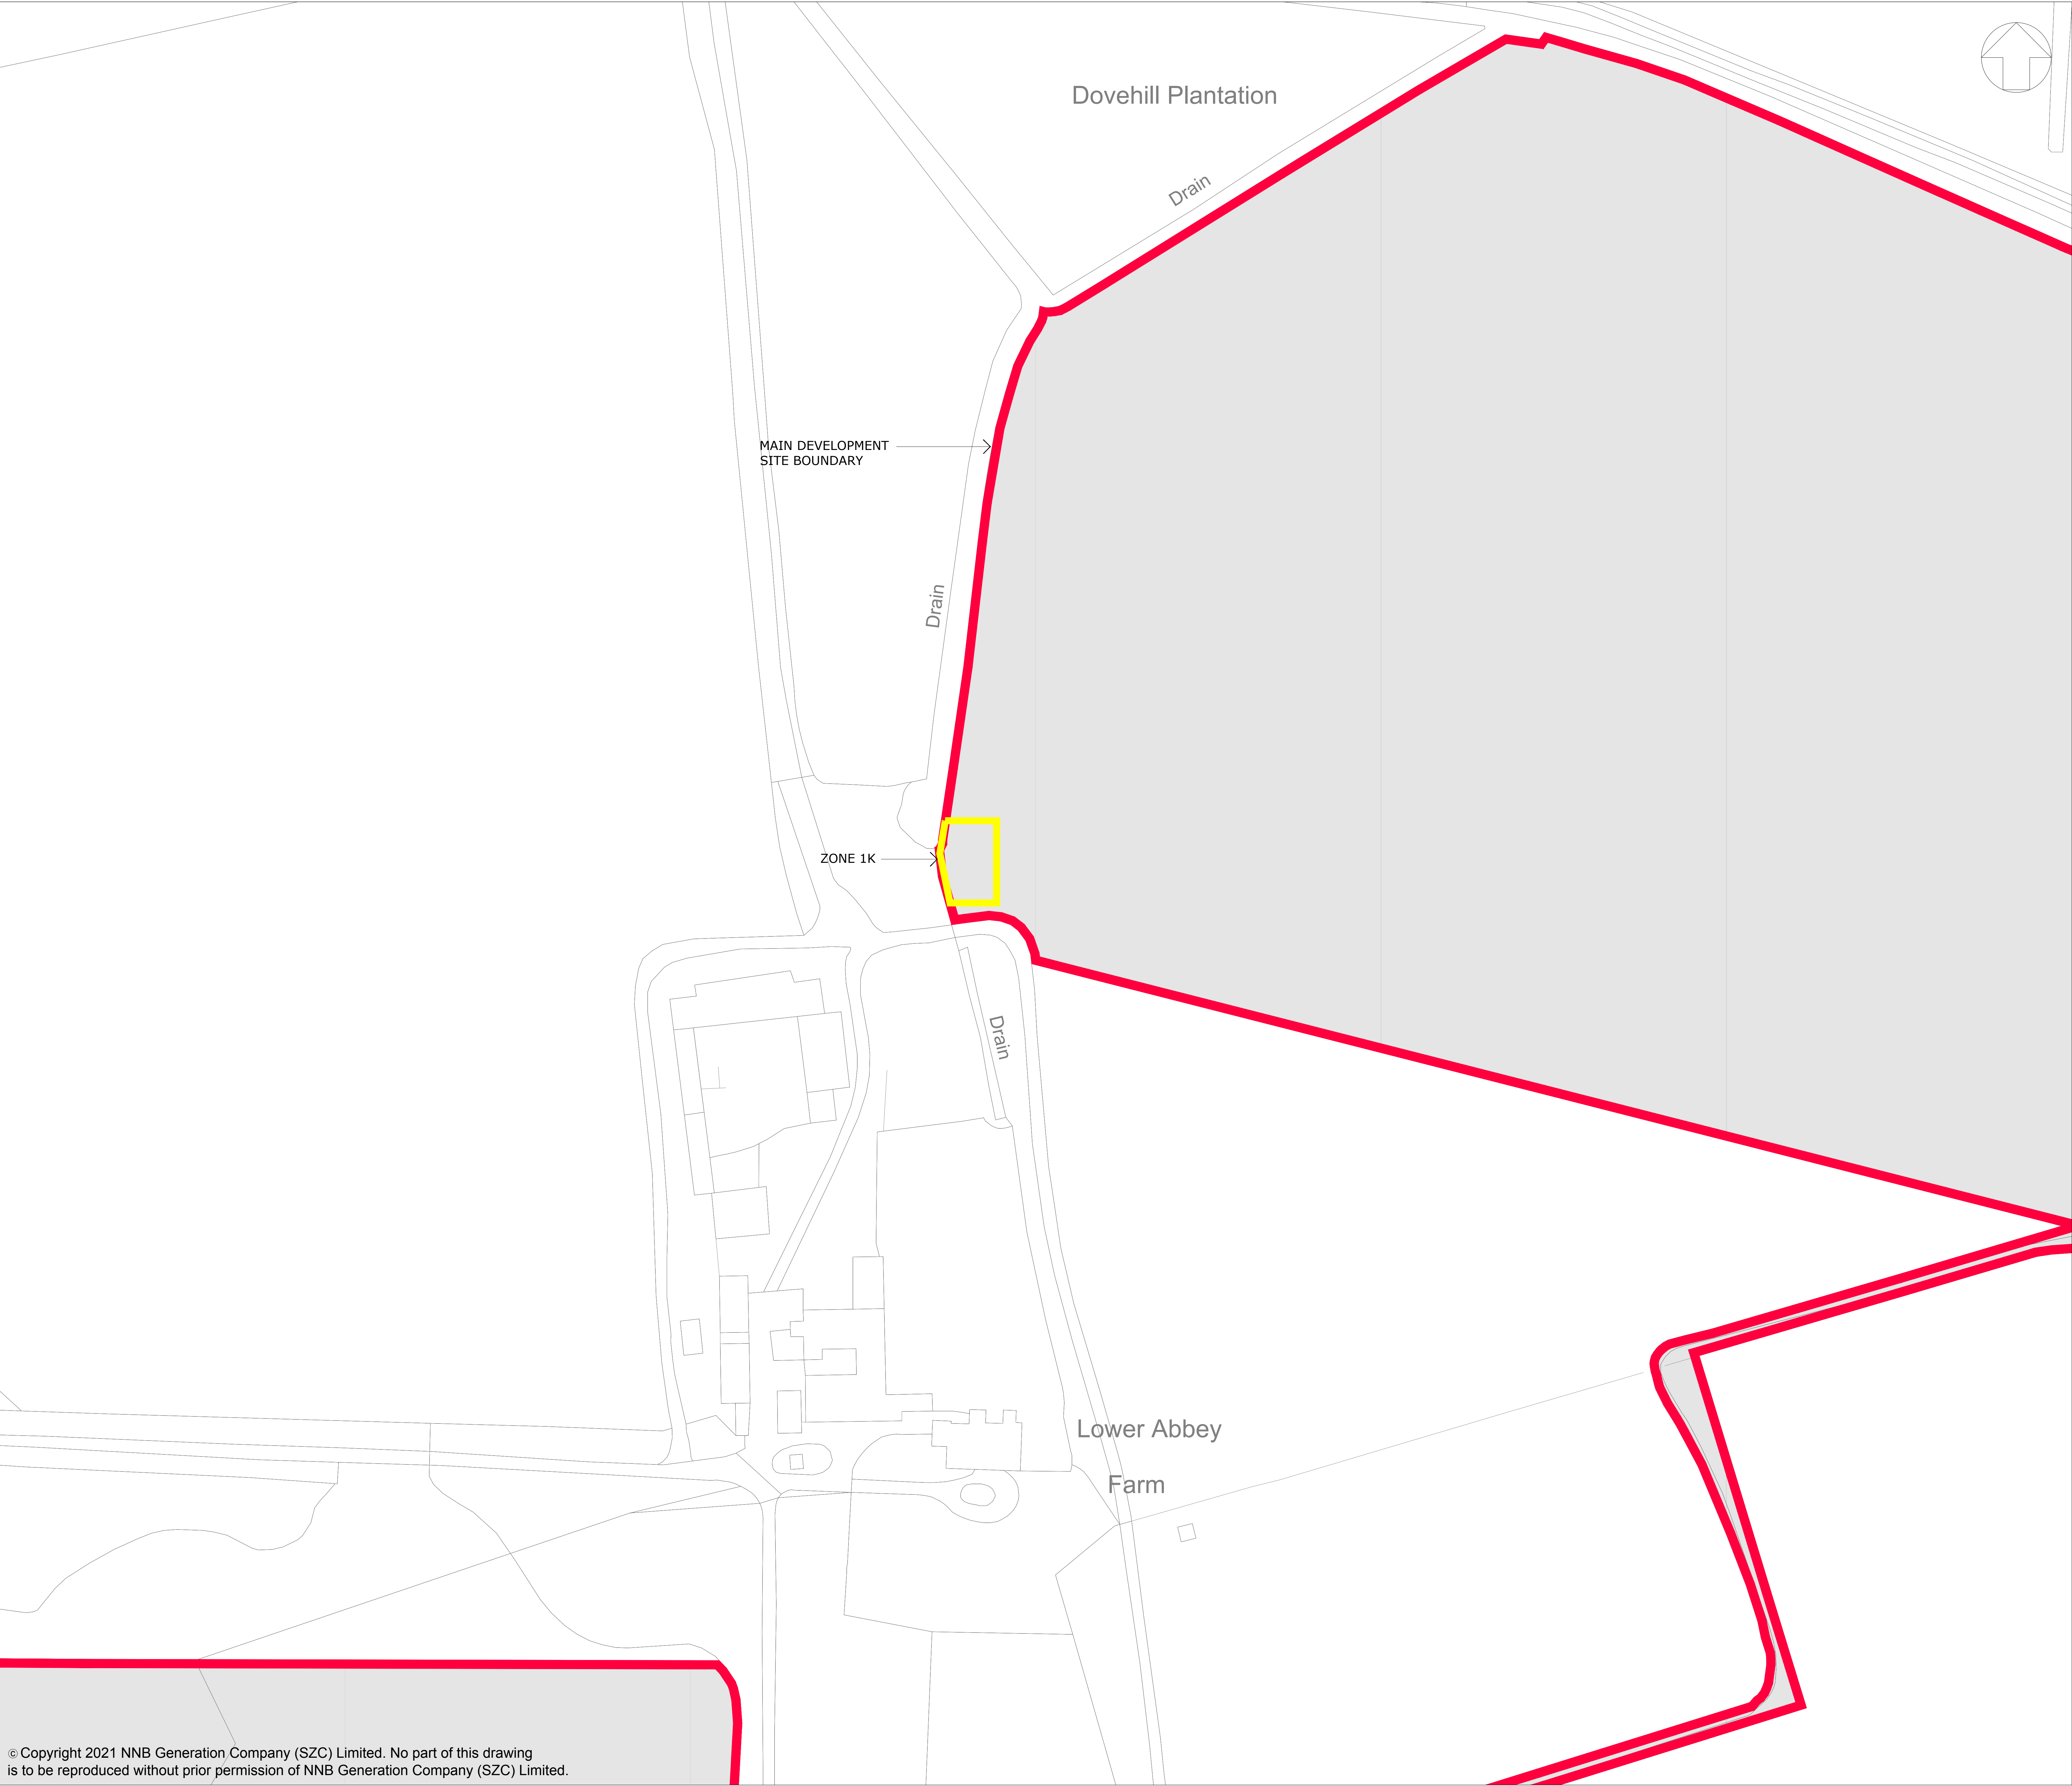 Dovehill Plantation
Drain
MAIN DEVELOPMENT
SITE BOUNDARY
Drain
ZONE 1K
Drain
Lower Abbey
Farm
© Copyright 2021 NNB Generation Company (SZC) Limited. No part of this drawing
is to be reproduced without prior permission of NNB Generation Company (SZC) Limited.